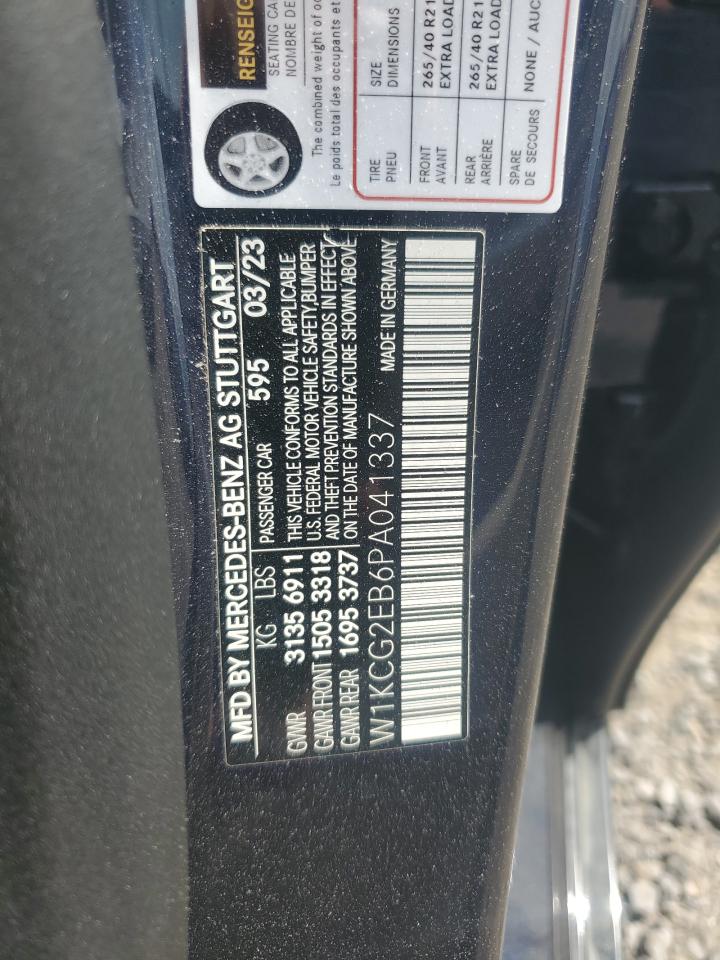 RENSEIG
SEATING CA
NOMBRE DE
The combined weight of oc
Le poids total des occupants et
TIRE SIZE
PNEU DIMENSIONS
FRONT 265/40 R21
AVANT EXTRA LOAD
REAR 265/40 R21
ARRIÈRE EXTRA LOAD
SPARE NONE / AUC
DE SECOURS
MFD BY MERCEDES-BENZ AG STUTTGART
KG LBS PASSENGER CAR 595 03/23
GVWR 3135 6911 THIS VEHICLE CONFORMS TO ALL APPLICABLE
U.S. FEDERAL MOTOR VEHICLE SAFETY,BUMPER
GAWR FRONT 1505 3318 AND THEFT PREVENTION STANDARDS IN EFFECT
GAWR REAR 1695 3737 ON THE DATE OF MANUFACTURE SHOWN ABOVE
W1KCG2EB6PA041337 MADE IN GERMANY